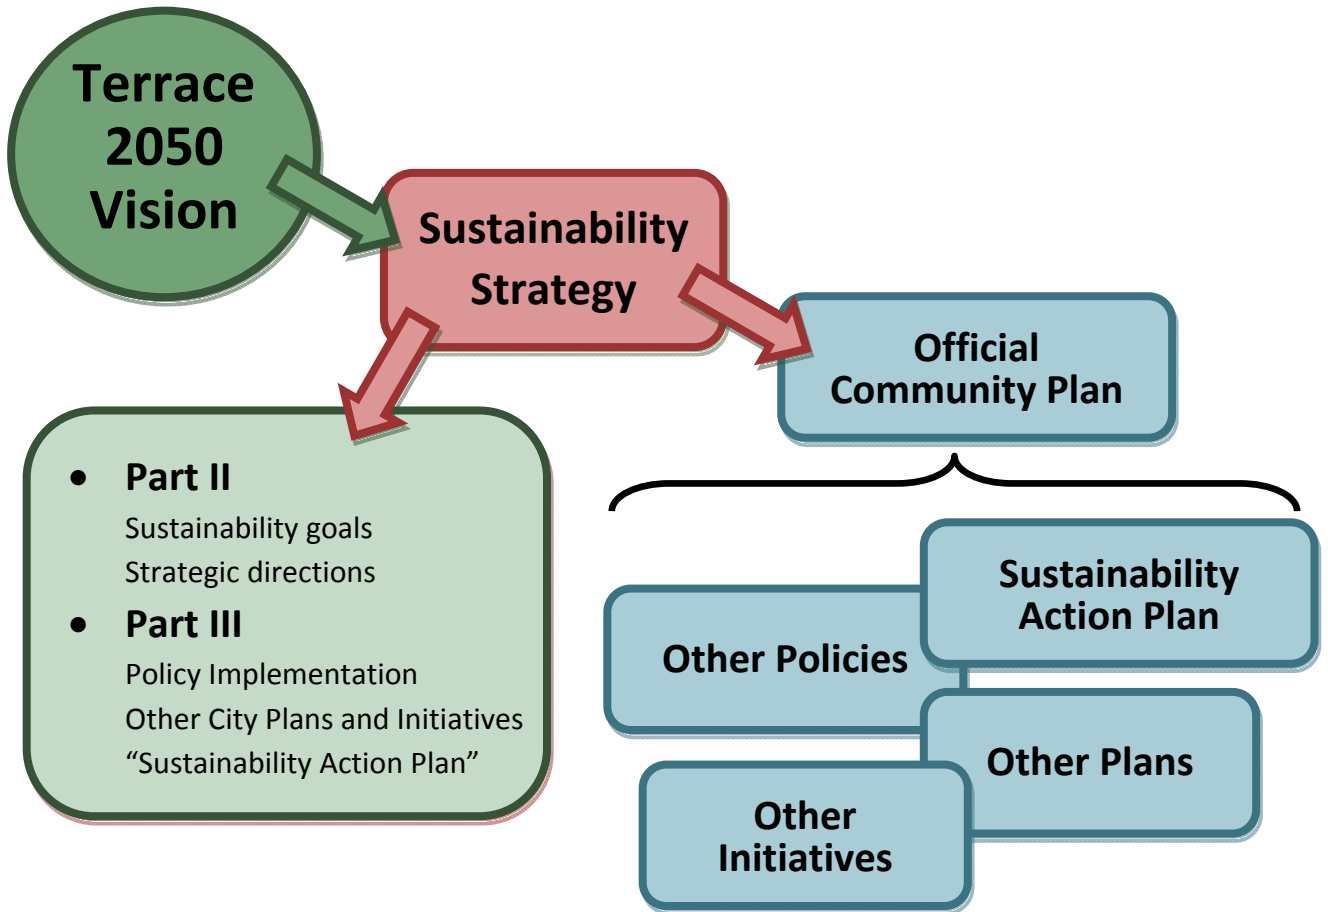 Terrace
2050
Vision
Sustainability
Strategy
Official
Community Plan
• Part II
Sustainability goals
Strategic directions
• Part III
Policy Implementation
Other City Plans and Initiatives
“Sustainability Action Plan”
Sustainability
Action Plan
Other Policies
Other Plans
Other
Initiatives